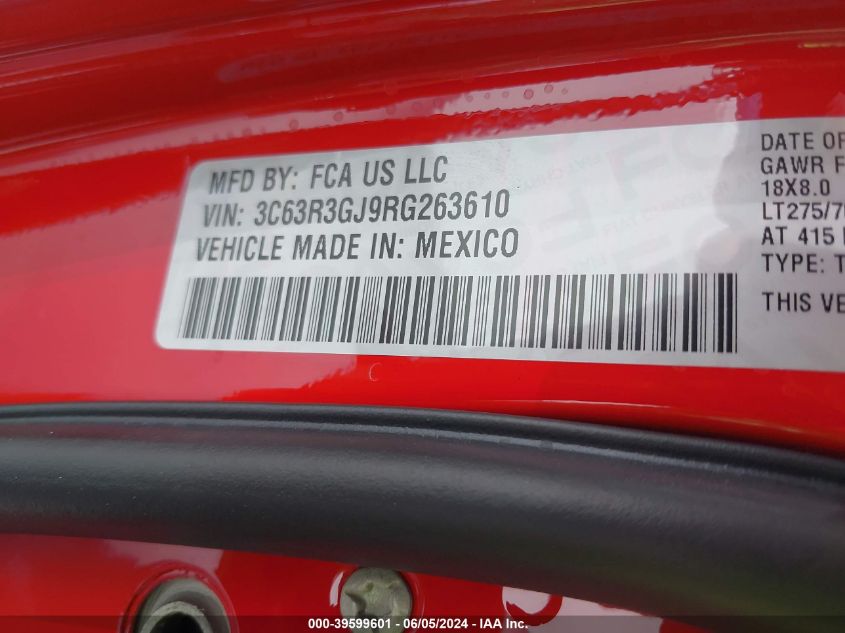 MFD BY: FCA US LLC
VIN: 3C63R3GJ9RG263610
VEHICLE MADE IN: MEXICO
DATE OF
GAWR F
18X8.0
LT275/7
AT 415
TYPE: T
THIS VE
000-39599601 - 06/05/2024 - IAA Inc.